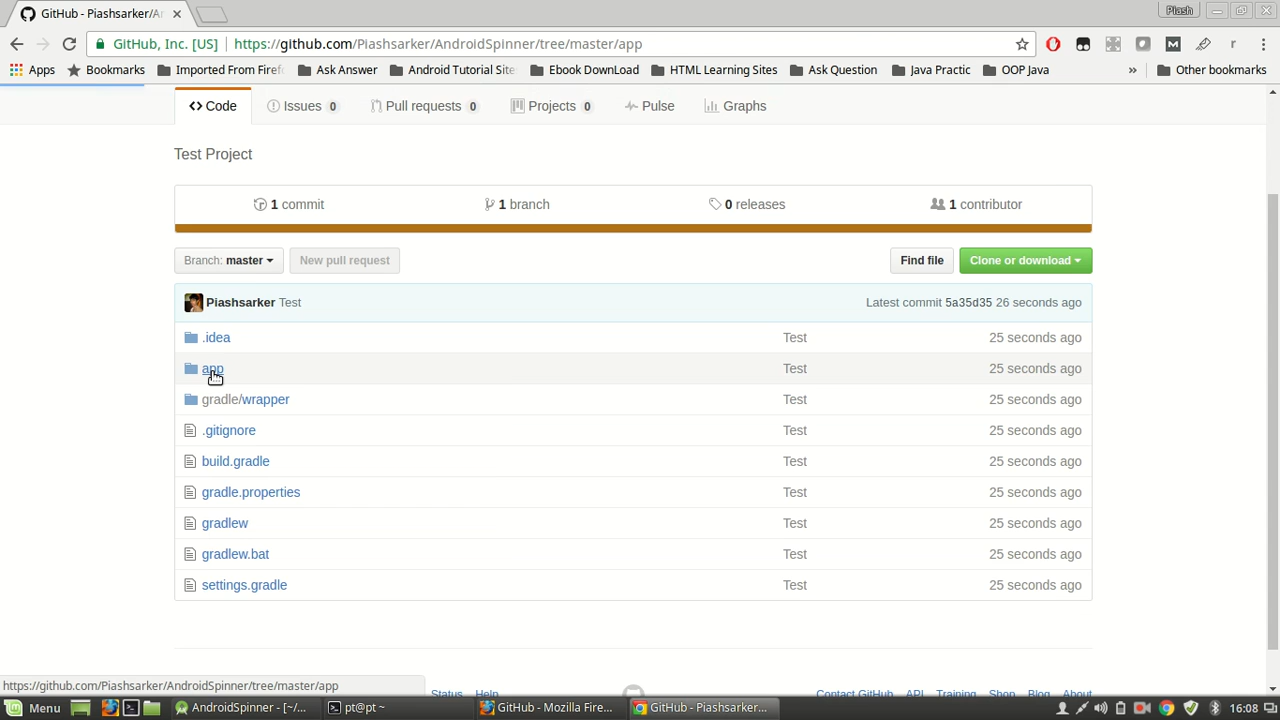 GitHub - Piashsarker/Ar
Piash
GitHub, Inc. [US] https://github.com/Piashsarker/AndroidSpinner/tree/master/app
Apps Bookmarks Imported From Firef Ask Answer Android Tutorial Site Ebook DownLoad HTML Learning Sites Ask Question Java Practic OOP Java » Other bookmarks
<> Code Issues 0 Pull requests 0 Projects 0 Pulse Graphs
Test Project
1 commit 1 branch 0 releases 1 contributor
Branch: master New pull request Find file Clone or download
Piashsarker Test Latest commit 5a35d35 26 seconds ago
.idea Test 25 seconds ago
app Test 25 seconds ago
gradle/wrapper Test 25 seconds ago
.gitignore Test 25 seconds ago
build.gradle Test 25 seconds ago
gradle.properties Test 25 seconds ago
gradlew Test 25 seconds ago
gradlew.bat Test 25 seconds ago
settings.gradle Test 25 seconds ago
https://github.com/Piashsarker/AndroidSpinner/tree/master/app
Status Help Contact GitHub API Training Shop Blog About
Menu AndroidSpinner - [~/... pt@pt ~ GitHub - Mozilla Fire... GitHub - Piashsarker... 16:08